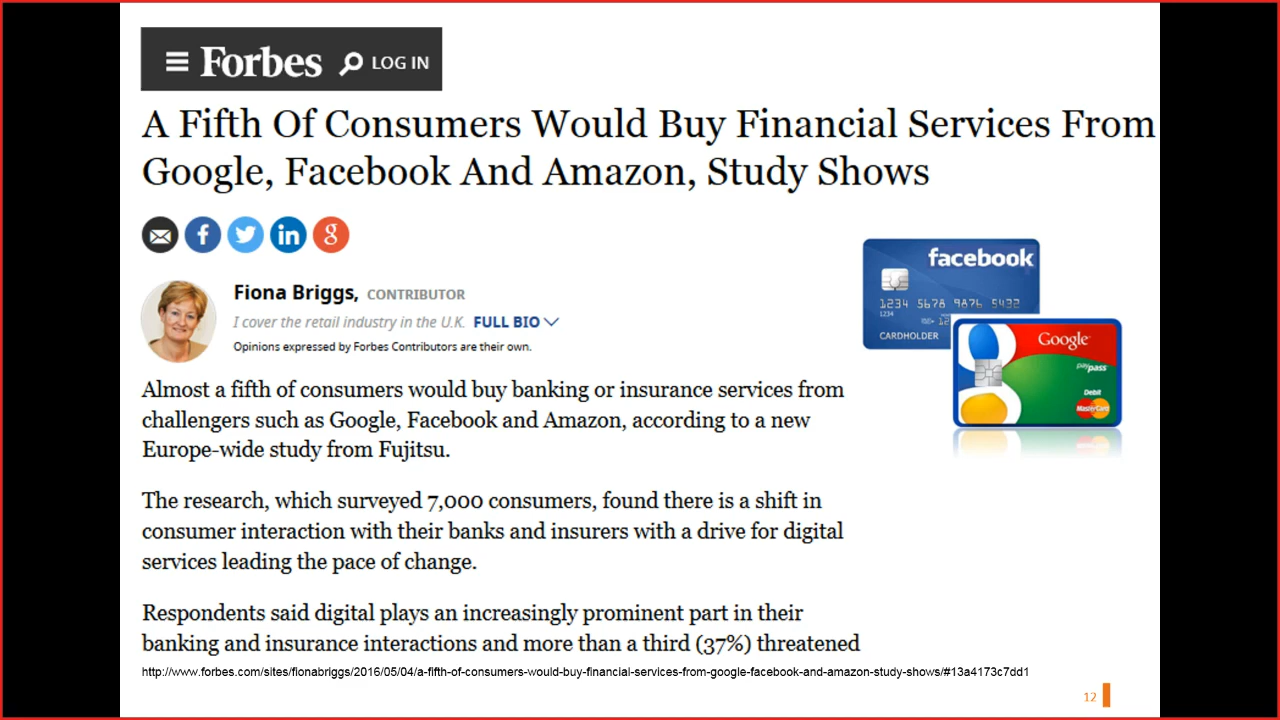 Forbes LOG IN
A Fifth Of Consumers Would Buy Financial Services From
Google, Facebook And Amazon, Study Shows
f
in
g
Fiona Briggs, CONTRIBUTOR
I cover the retail industry in the U.K. FULL BIO
Opinions expressed by Forbes Contributors are their own.
facebook
1234 5678 9876 5432
1234
CARDHOLDER
Google
paypass
Debit
MasterCard
Almost a fifth of consumers would buy banking or insurance services from
challengers such as Google, Facebook and Amazon, according to a new
Europe-wide study from Fujitsu.
The research, which surveyed 7,000 consumers, found there is a shift in
consumer interaction with their banks and insurers with a drive for digital
services leading the pace of change.
Respondents said digital plays an increasingly prominent part in their
banking and insurance interactions and more than a third (37%) threatened
http://www.forbes.com/sites/fionabriggs/2016/05/04/a-fifth-of-consumers-would-buy-financial-services-from-google-facebook-and-amazon-study-shows/#13a4173c7dd1
12